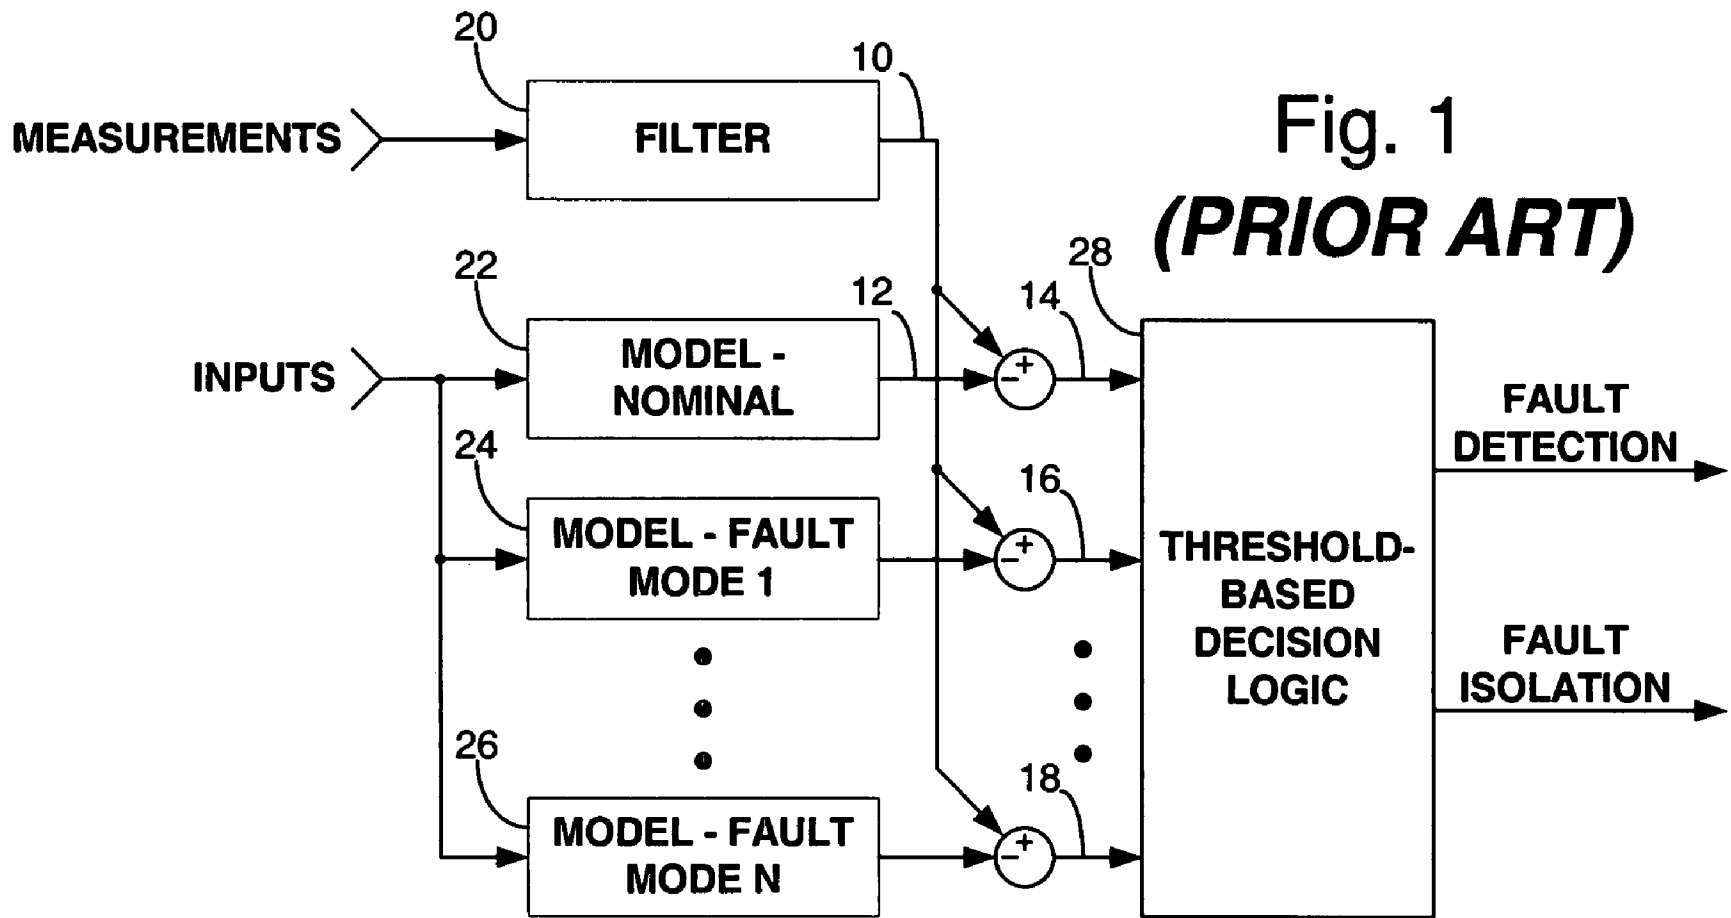 20
10
Fig. 1
(PRIOR ART)
MEASUREMENTS
FILTER
22
12
14
28
INPUTS
MODEL -
NOMINAL
+
−
24
16
FAULT
DETECTION
MODEL - FAULT
MODE 1
+
−
THRESHOLD-
BASED
DECISION
LOGIC
FAULT
ISOLATION
26
18
MODEL - FAULT
MODE N
+
−